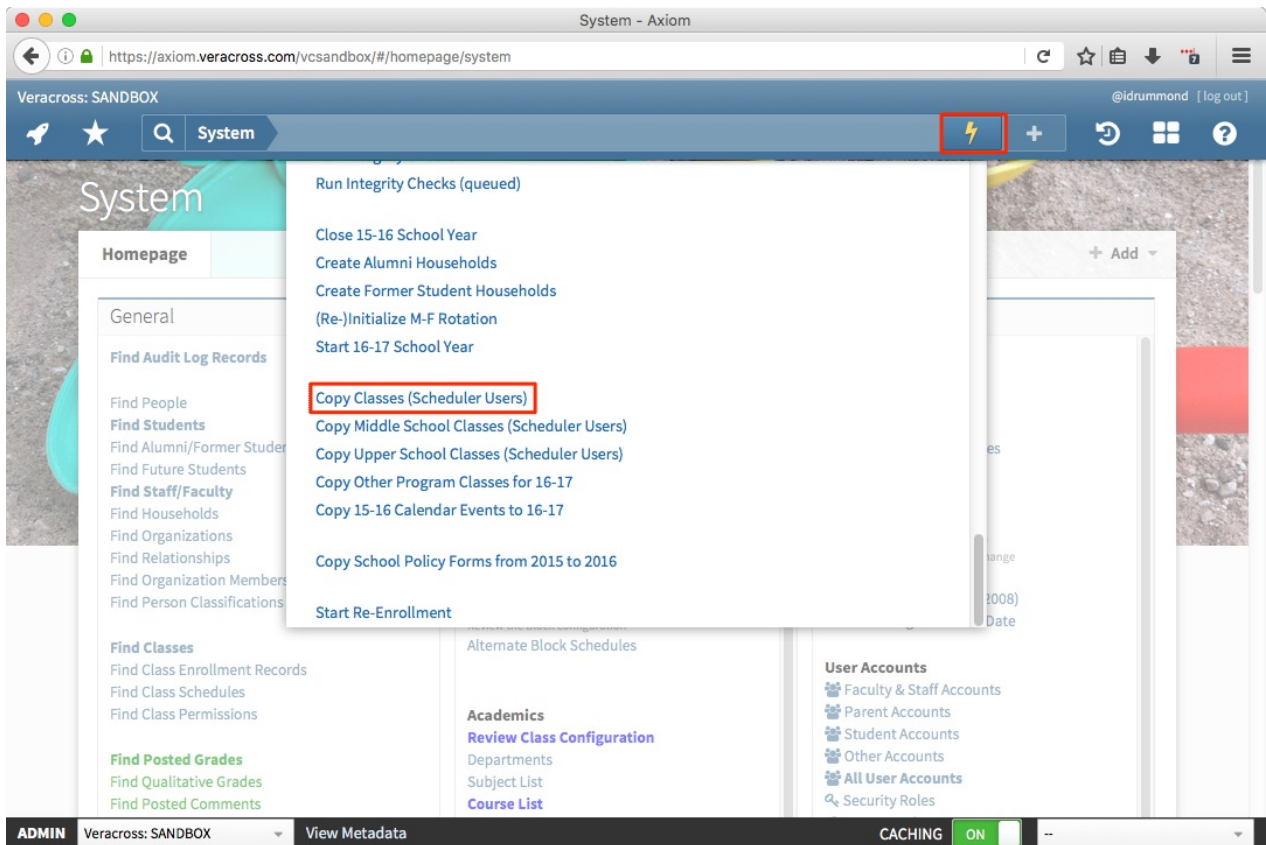 System - Axiom
https://axiom.veracross.com/vcsandbox/#/homepage/system
7
Veracross: SANDBOX
@idrummond [ log out ]
System
System
Homepage
+ Add
Run Integrity Checks (queued)
Close 15-16 School Year
Create Alumni Households
Create Former Student Households
(Re-)Initialize M-F Rotation
Start 16-17 School Year
Copy Classes (Scheduler Users)
Copy Middle School Classes (Scheduler Users)
Copy Upper School Classes (Scheduler Users)
Copy Other Program Classes for 16-17
Copy 15-16 Calendar Events to 16-17
Copy School Policy Forms from 2015 to 2016
Start Re-Enrollment
General
Find Audit Log Records
Find People
Find Students
Find Alumni/Former Studen
Find Future Students
Find Staff/Faculty
Find Households
Find Organizations
Find Relationships
Find Organization Members
Find Person Classifications
Find Classes
Find Class Enrollment Records
Find Class Schedules
Find Class Permissions
Find Posted Grades
Find Qualitative Grades
Find Posted Comments
Alternate Block Schedules
Academics
Review Class Configuration
Departments
Subject List
Course List
es
ange
2008)
Date
User Accounts
Faculty & Staff Accounts
Parent Accounts
Student Accounts
Other Accounts
All User Accounts
Security Roles
ADMIN Veracross: SANDBOX View Metadata CACHING ON --